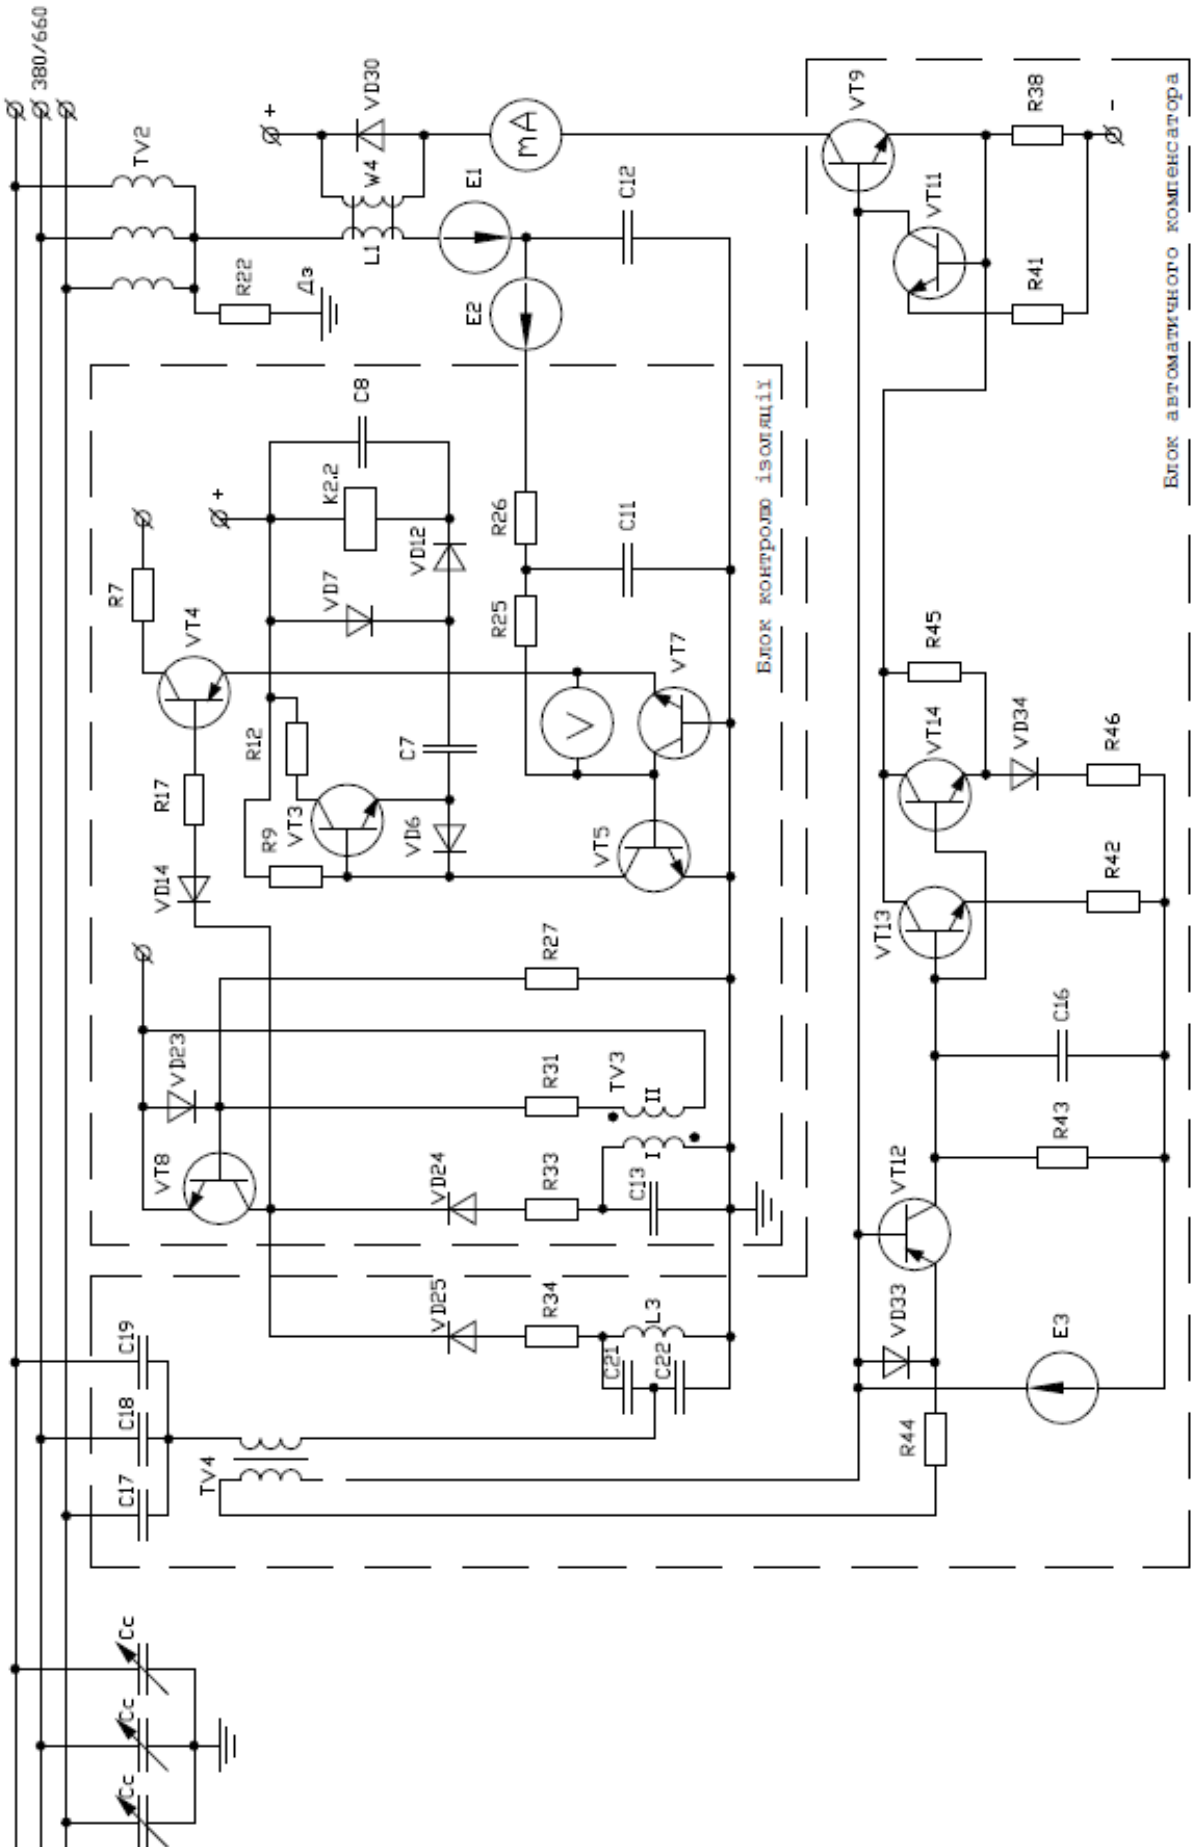 380/660
TV2
+
VD30
W4
L1
mA
E1
E2
C12
R22
Дз
VT9
VT11
R38
-
R41
Блок автоматичного компенсатора
Блок контролю ізоляції
R7
VT4
+
C8
K2.2
VD7
VD12
R26
C11
R25
V
VT7
R12
C7
R17
VT3
R9
VD6
VT5
VD14
R27
R45
VT14
VD34
R46
VT13
R42
C16
R43
VT12
VD33
E3
R44
VD23
VT8
R31
TV3
II
I
VD24
R33
C13
VD25
R34
L3
C21
C22
C19
C18
C17
TV4
Cc
Cc
Cc